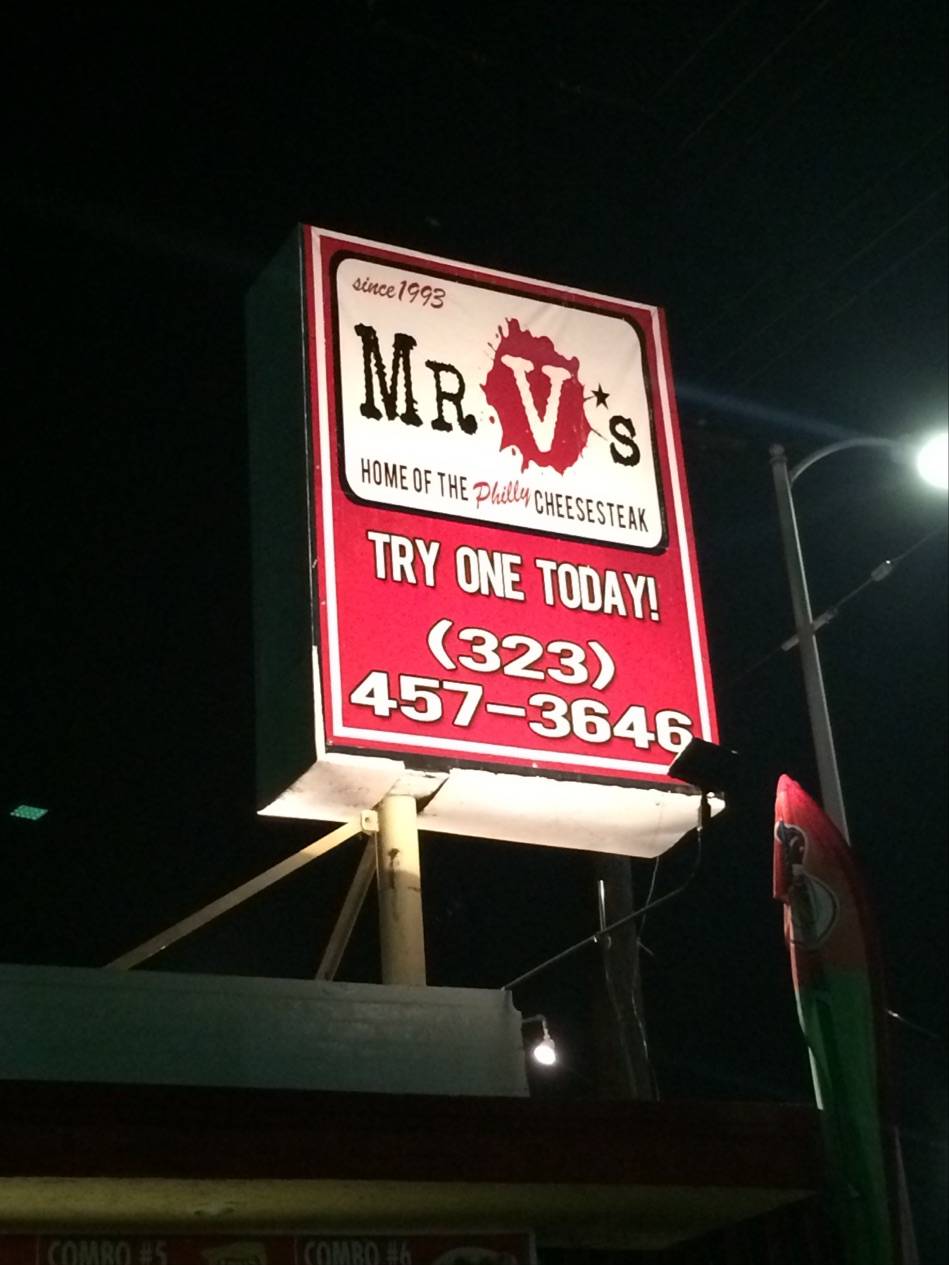 since 1993
MR V's
HOME OF THE Philly CHEESESTEAK
TRY ONE TODAY!
(323)
457-3646
COMBO #5 COMBO #6